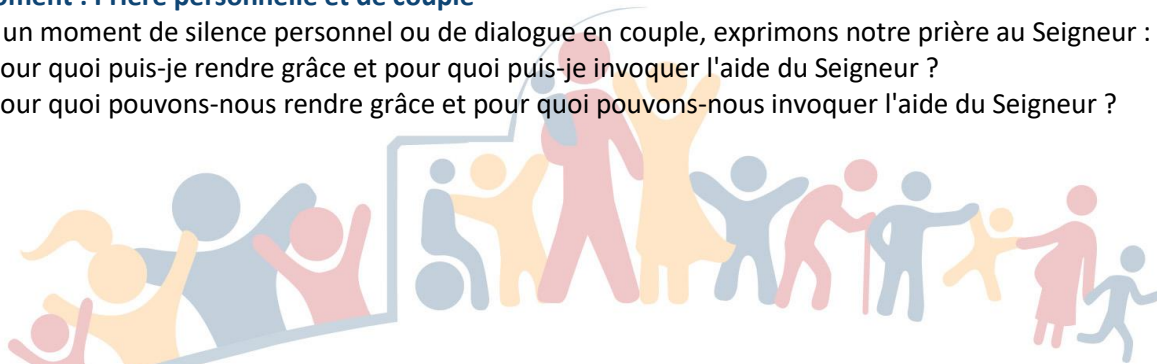 oment : Prière personnelle et de couple
un moment de silence personnel ou de dialogue en couple, exprimons notre prière au Seigneur :
our quoi puis-je rendre grâce et pour quoi puis-je invoquer l'aide du Seigneur ?
our quoi pouvons-nous rendre grâce et pour quoi pouvons-nous invoquer l'aide du Seigneur ?